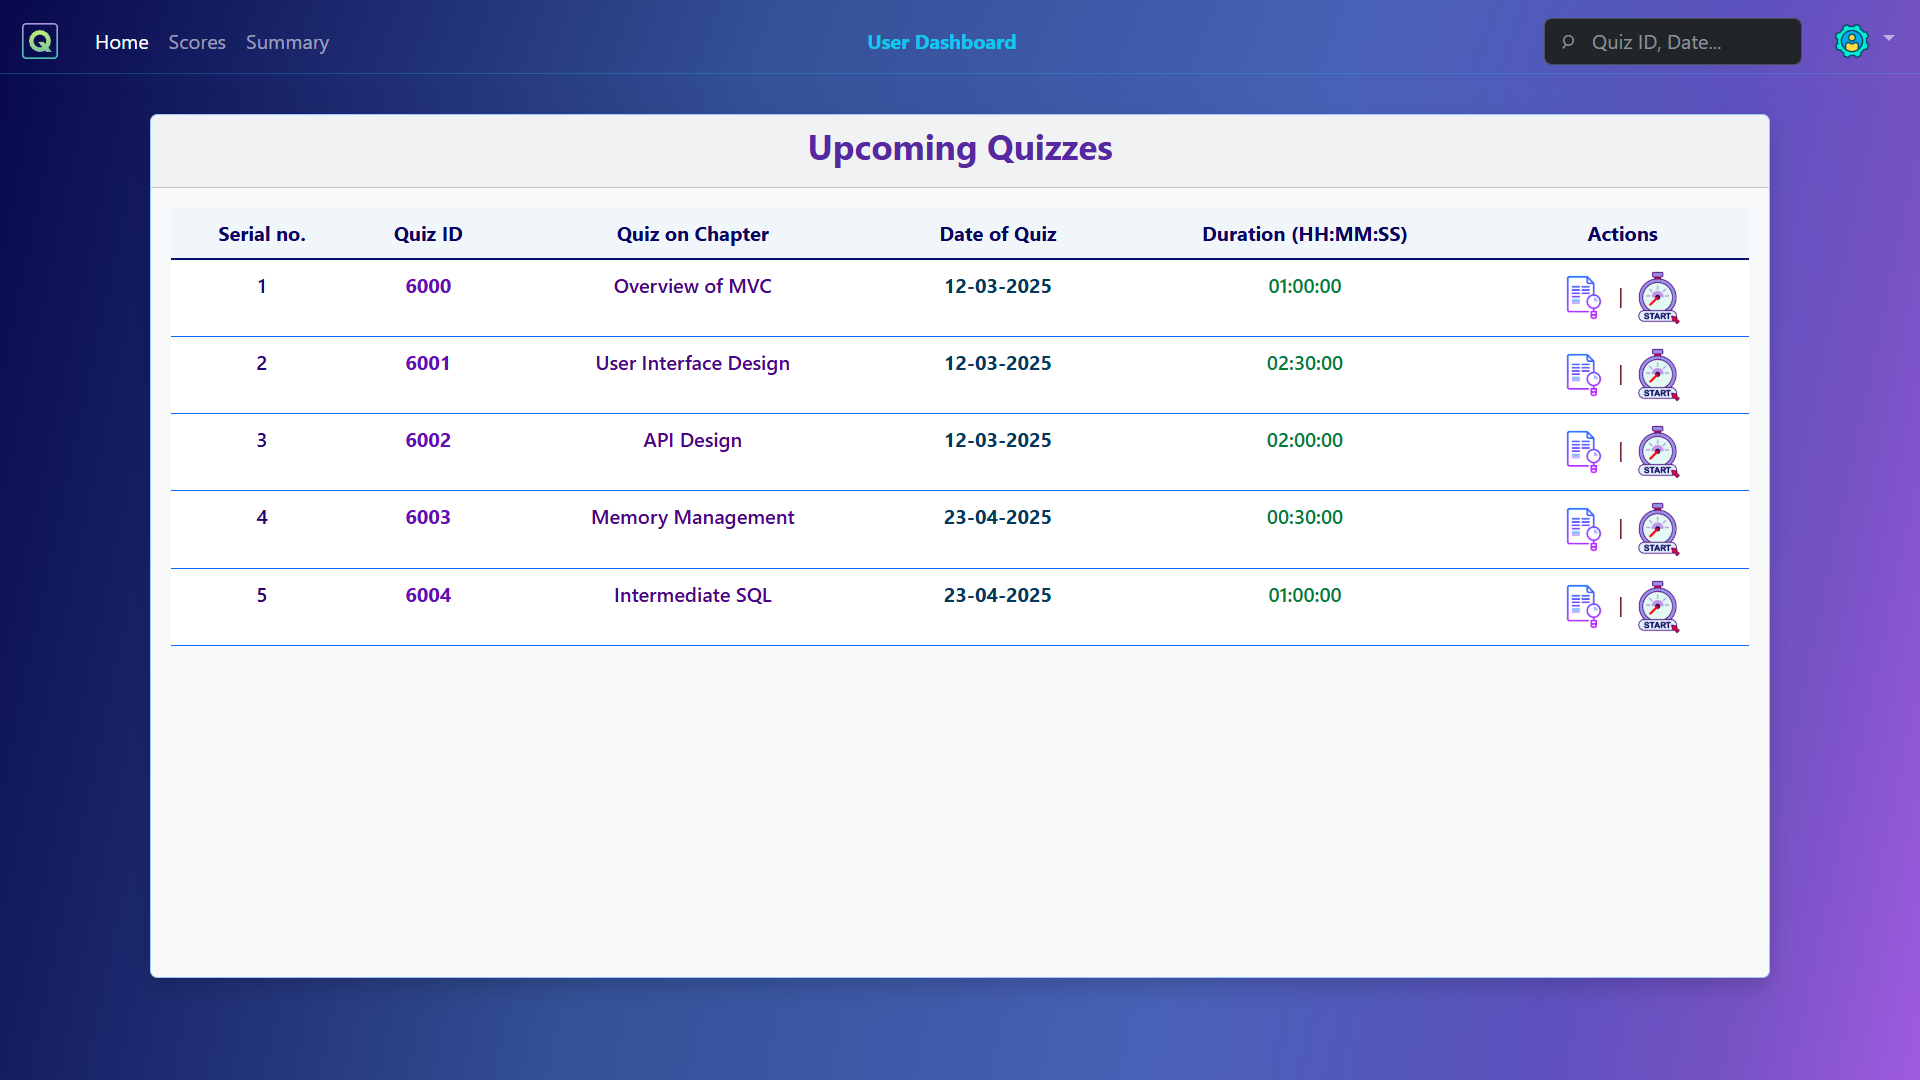 Q Home Scores Summary User Dashboard Quiz ID, Date...
Upcoming Quizzes
Serial no. Quiz ID Quiz on Chapter Date of Quiz Duration (HH:MM:SS) Actions
1 6000 Overview of MVC 12-03-2025 01:00:00 | START
2 6001 User Interface Design 12-03-2025 02:30:00 | START
3 6002 API Design 12-03-2025 02:00:00 | START
4 6003 Memory Management 23-04-2025 00:30:00 | START
5 6004 Intermediate SQL 23-04-2025 01:00:00 | START